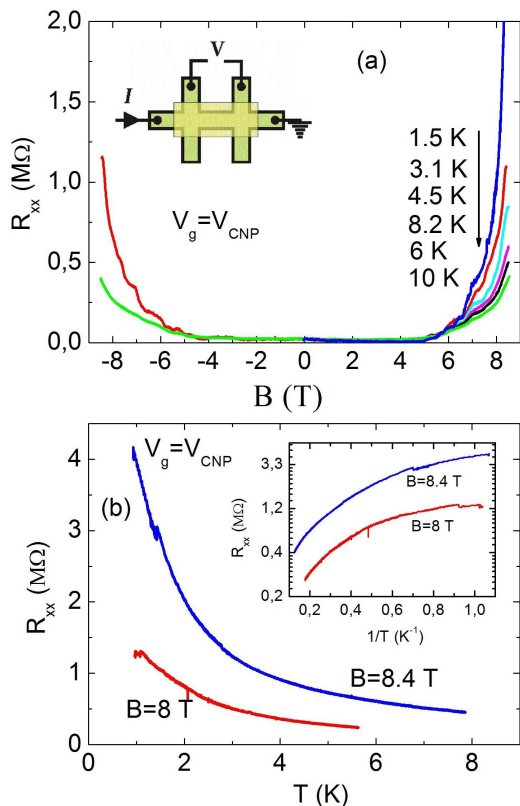 2,0
1,5
1,0
0,5
0,0
R_xx (MΩ)
V
I
(a)
V_g=V_CNP
1.5 K
3.1 K
4.5 K
8.2 K
6 K
10 K
-8 -6 -4 -2 0 2 4 6 8
B (T)
V_g=V_CNP
(b)
4
3
2
1
0
R_xx (MΩ)
3,3
1,2
0,4
0,2
R_xx (MΩ)
B=8.4 T
B=8 T
0,2 0,4 0,6 0,8 1,0
1/T (K^-1)
B=8.4 T
B=8 T
0 2 4 6 8
T (K)